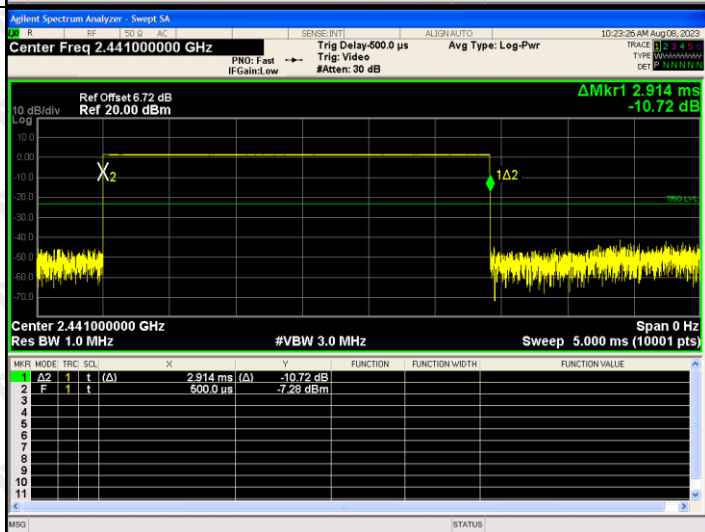 Agilent Spectrum Analyzer - Swept SA
R RF 50 Ω AC SENSE:INT ALIGN AUTO 10:23:26 AM Aug 08, 2023
Center Freq 2.441000000 GHz
PNO: Fast
IFGain:Low
Trig Delay-500.0 µs
Trig: Video
#Atten: 30 dB
Avg Type: Log-Pwr
TRACE 1 2 3 4 5 6
TYPE
DET P N N N N N
ΔMkr1 2.914 ms
-10.72 dB
Ref Offset 6.72 dB
10 dB/div Ref 20.00 dBm
Log
10.0
0.00
-10.0
-20.0
-30.0
-40.0
-50.0
-60.0
-70.0
X2
1Δ2
TRIG LVL
Center 2.441000000 GHz Span 0 Hz
Res BW 1.0 MHz #VBW 3.0 MHz Sweep 5.000 ms (10001 pts)
MKR MODE TRC SCL X Y FUNCTION FUNCTION WIDTH FUNCTION VALUE
1 Δ2 1 t (Δ) 2.914 ms (Δ) -10.72 dB
2 F 1 t 500.0 µs -7.28 dBm
3
4
5
6
7
8
9
10
11
MSG STATUS